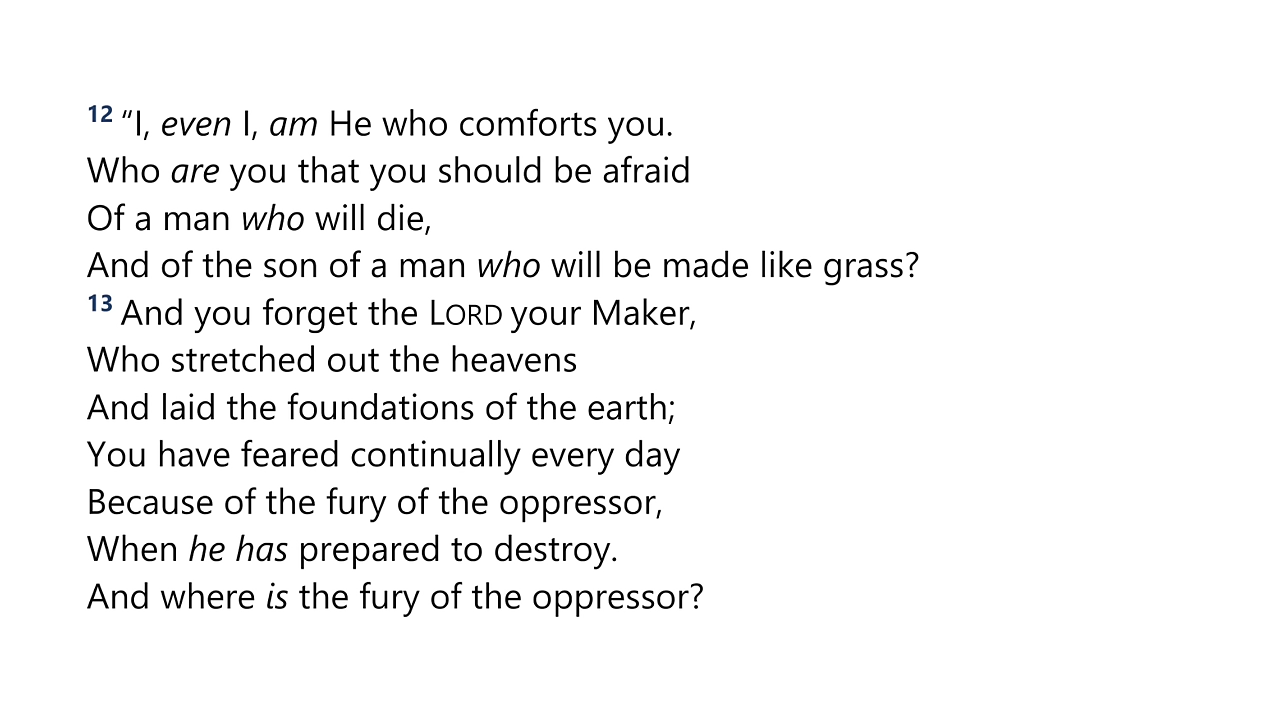 12 “I, even I, am He who comforts you.
Who are you that you should be afraid
Of a man who will die,
And of the son of a man who will be made like grass?
13 And you forget the LORD your Maker,
Who stretched out the heavens
And laid the foundations of the earth;
You have feared continually every day
Because of the fury of the oppressor,
When he has prepared to destroy.
And where is the fury of the oppressor?